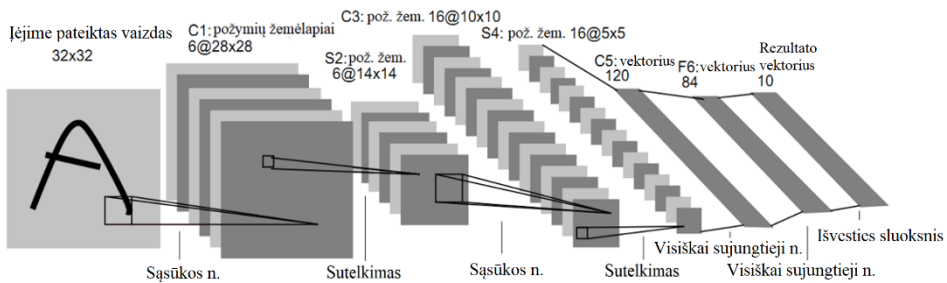 Įėjime pateiktas vaizdas
32x32
C1: požymių žemėlapiai
6@28x28
S2: pož. žem.
6@14x14
C3: pož. žem. 16@10x10
S4: pož. žem. 16@5x5
C5: vektorius
120
F6: vektorius
84
Rezultato
vektorius
10
Sąsūkos n.
Sutelkimas
Sąsūkos n.
Sutelkimas
Visiškai sujungtieji n.
Visiškai sujungtieji n.
Išvesties sluoksnis